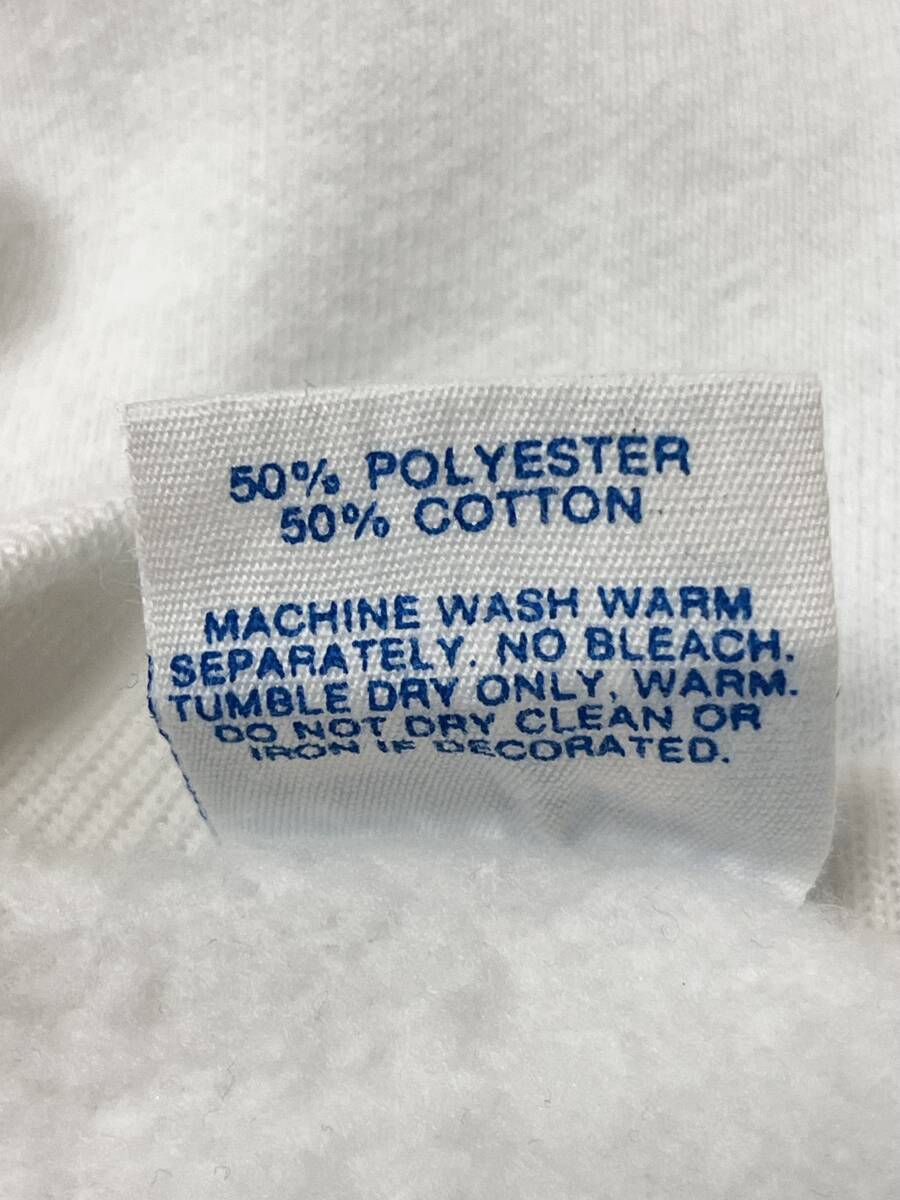 50% POLYESTER
50% COTTON
MACHINE WASH WARM
SEPARATELY. NO BLEACH.
TUMBLE DRY ONLY, WARM.
DO NOT DRY CLEAN OR
IRON IF DECORATED.